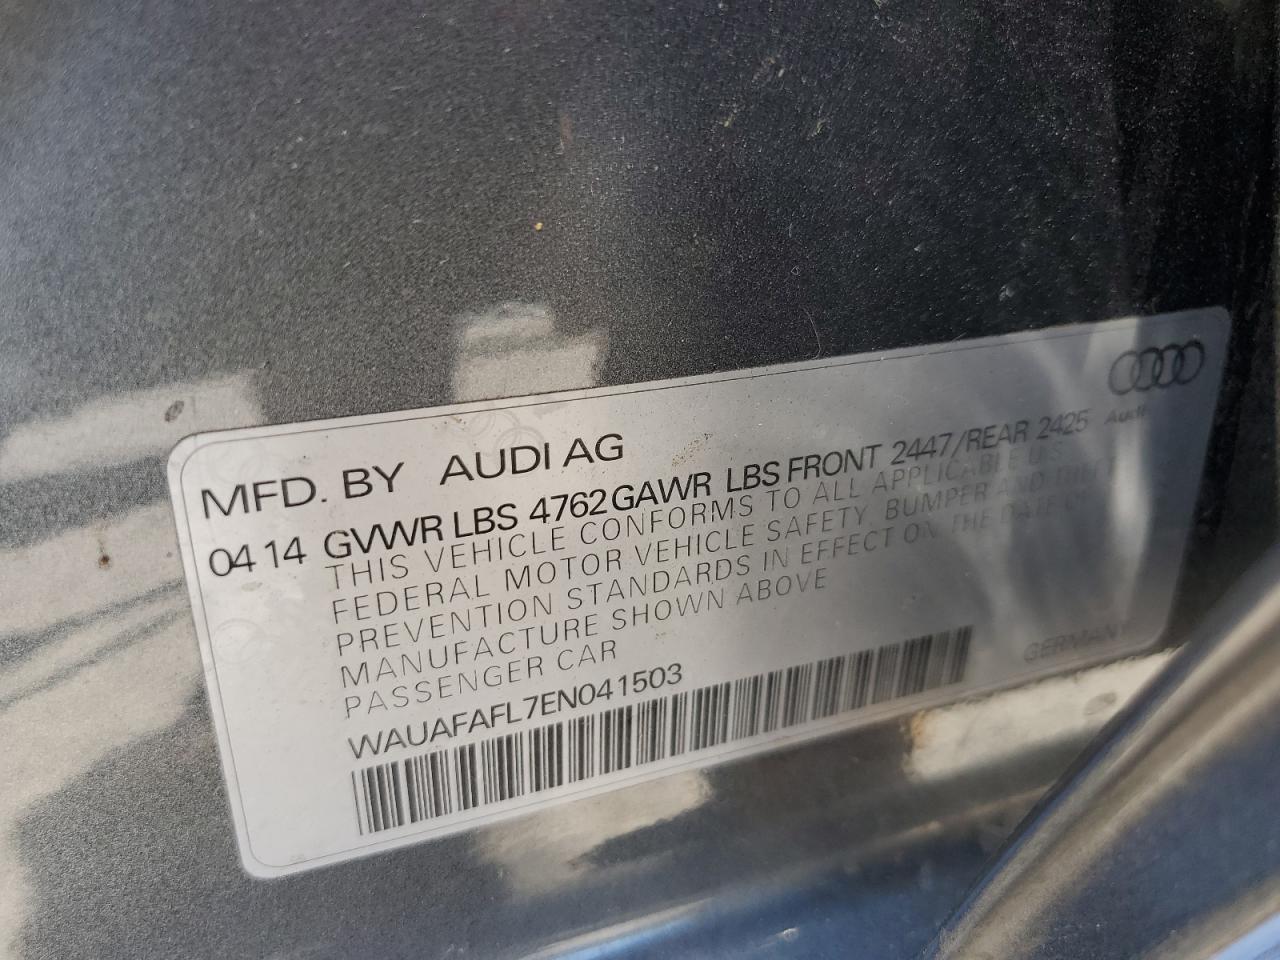 Audi
MFD. BY AUDI AG
04 14 GVWR LBS 4762 GAWR LBS FRONT 2447/REAR 2425
THIS VEHICLE CONFORMS TO ALL APPLICABLE U.S.
FEDERAL MOTOR VEHICLE SAFETY, BUMPER AND THEFT
PREVENTION STANDARDS IN EFFECT ON THE DATE OF
MANUFACTURE SHOWN ABOVE
PASSENGER CAR
WAUAFAFL7EN041503
GERMANY